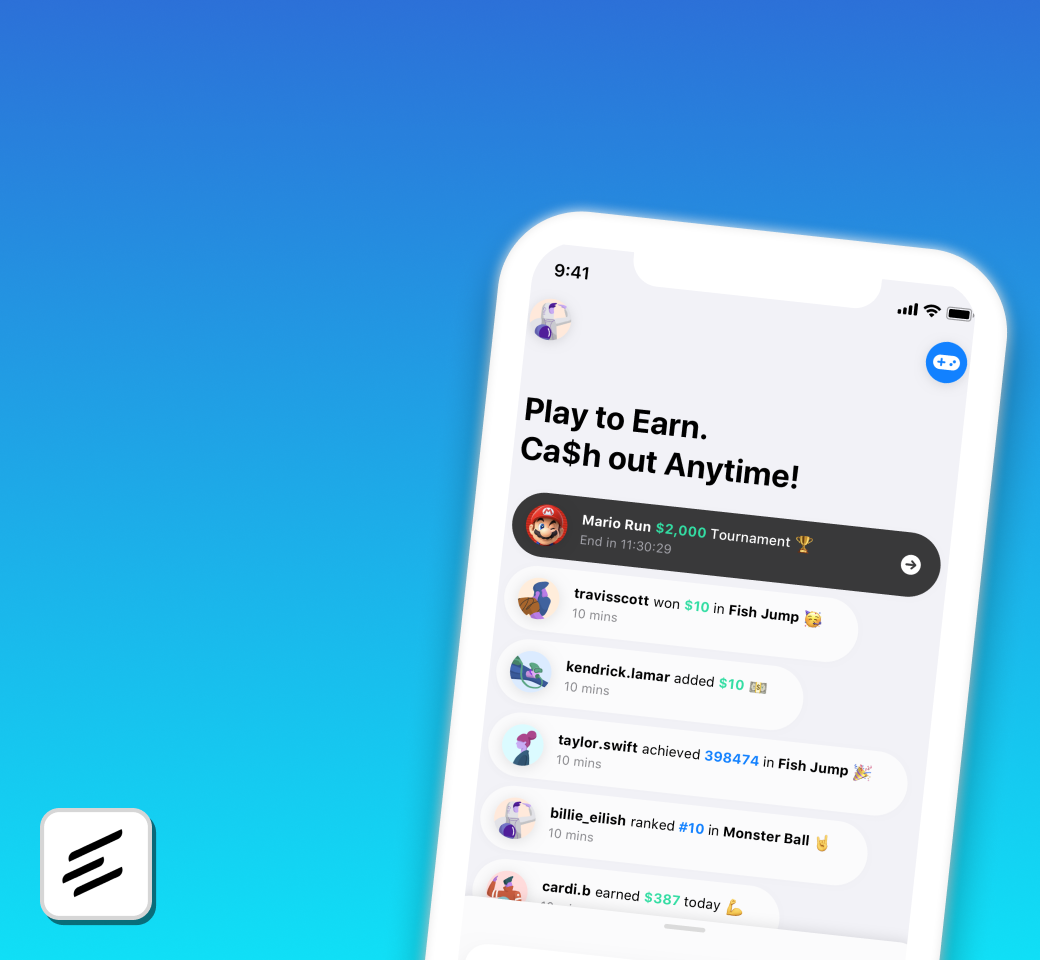 9:41
Play to Earn.
Ca$h out Anytime!
Mario Run $2,000 Tournament 🏆
End in 11:30:29
travisscott won $10 in Fish Jump 🥳
10 mins
kendrick.lamar added $10 💵
10 mins
taylor.swift achieved 398474 in Fish Jump 🎉
10 mins
billie_eilish ranked #10 in Monster Ball 🤘
10 mins
cardi.b earned $387 today 💪